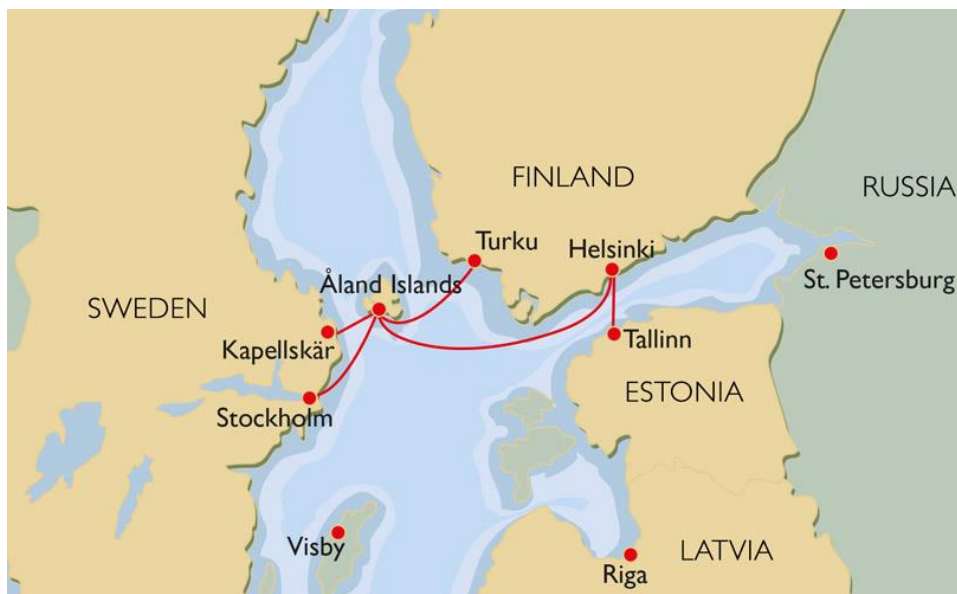 FINLAND
RUSSIA
Turku
Helsinki
St. Petersburg
Åland Islands
SWEDEN
Kapellskär
Tallinn
ESTONIA
Stockholm
Visby
LATVIA
Riga